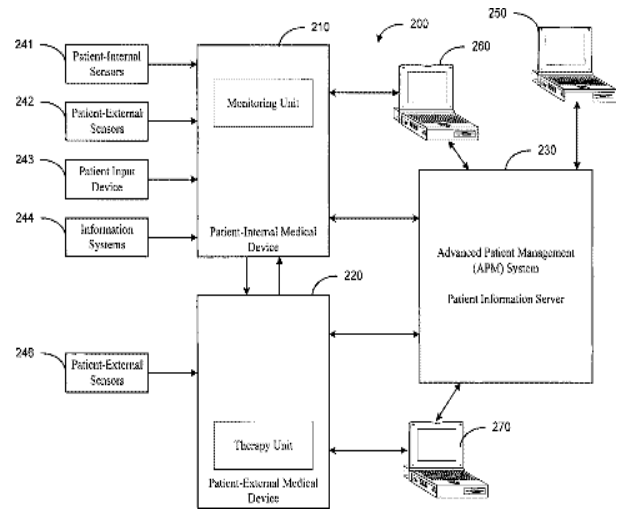 210
200
250
241
Patient-Internal
Sensors
260
242
Patient-External
Sensors
Monitoring Unit
243
Patient Input
Device
230
244
Information
Systems
Patient-Internal Medical
Device
Advanced Patient Management
(APM) System
Patient Information Server
220
246
Patient-External
Sensors
270
Therapy Unit
Patient-External Medical
Device